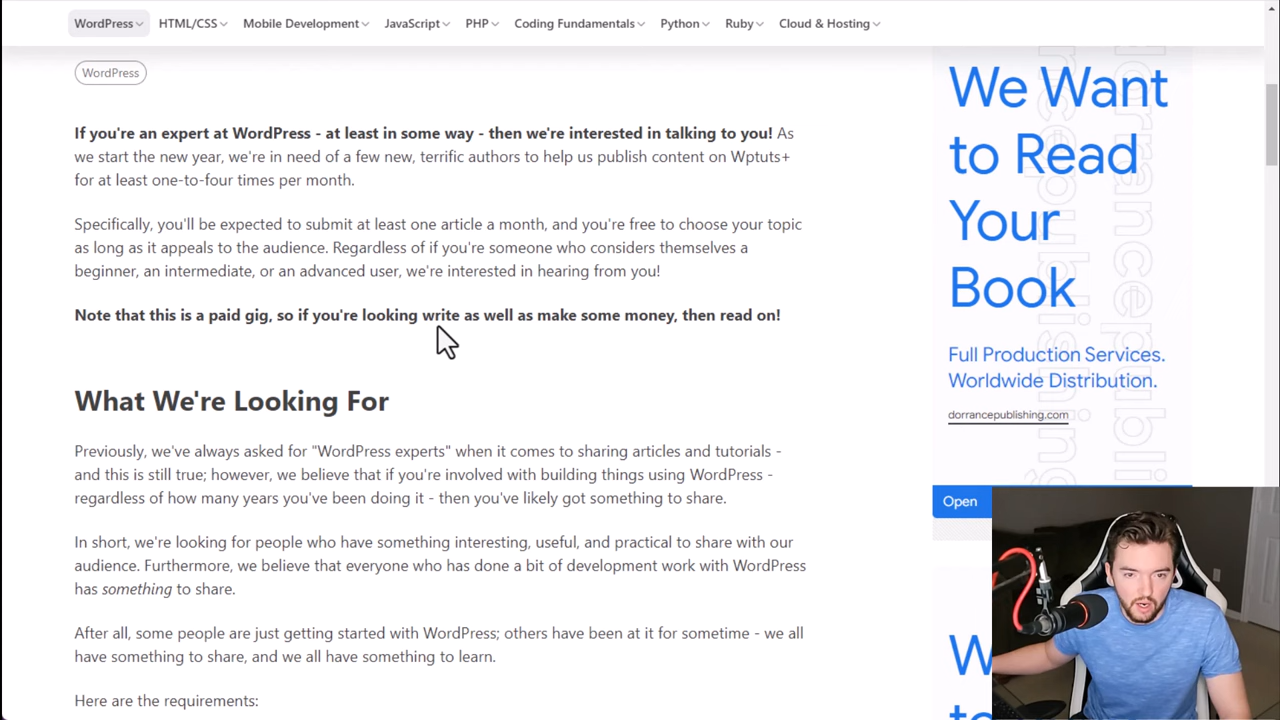 WordPress HTML/CSS Mobile Development JavaScript PHP Coding Fundamentals Python Ruby Cloud & Hosting
WordPress
If you're an expert at WordPress - at least in some way - then we're interested in talking to you! As
we start the new year, we're in need of a few new, terrific authors to help us publish content on Wptuts+
for at least one-to-four times per month.
Specifically, you'll be expected to submit at least one article a month, and you're free to choose your topic
as long as it appeals to the audience. Regardless of if you're someone who considers themselves a
beginner, an intermediate, or an advanced user, we're interested in hearing from you!
Note that this is a paid gig, so if you're looking write as well as make some money, then read on!
What We're Looking For
Previously, we've always asked for "WordPress experts" when it comes to sharing articles and tutorials -
and this is still true; however, we believe that if you're involved with building things using WordPress -
regardless of how many years you've been doing it - then you've likely got something to share.
In short, we're looking for people who have something interesting, useful, and practical to share with our
audience. Furthermore, we believe that everyone who has done a bit of development work with WordPress
has something to share.
After all, some people are just getting started with WordPress; others have been at it for sometime - we all
have something to share, and we all have something to learn.
Here are the requirements:
We Want
to Read
Your
Book
Full Production Services.
Worldwide Distribution.
dorrancepublishing.com
Open